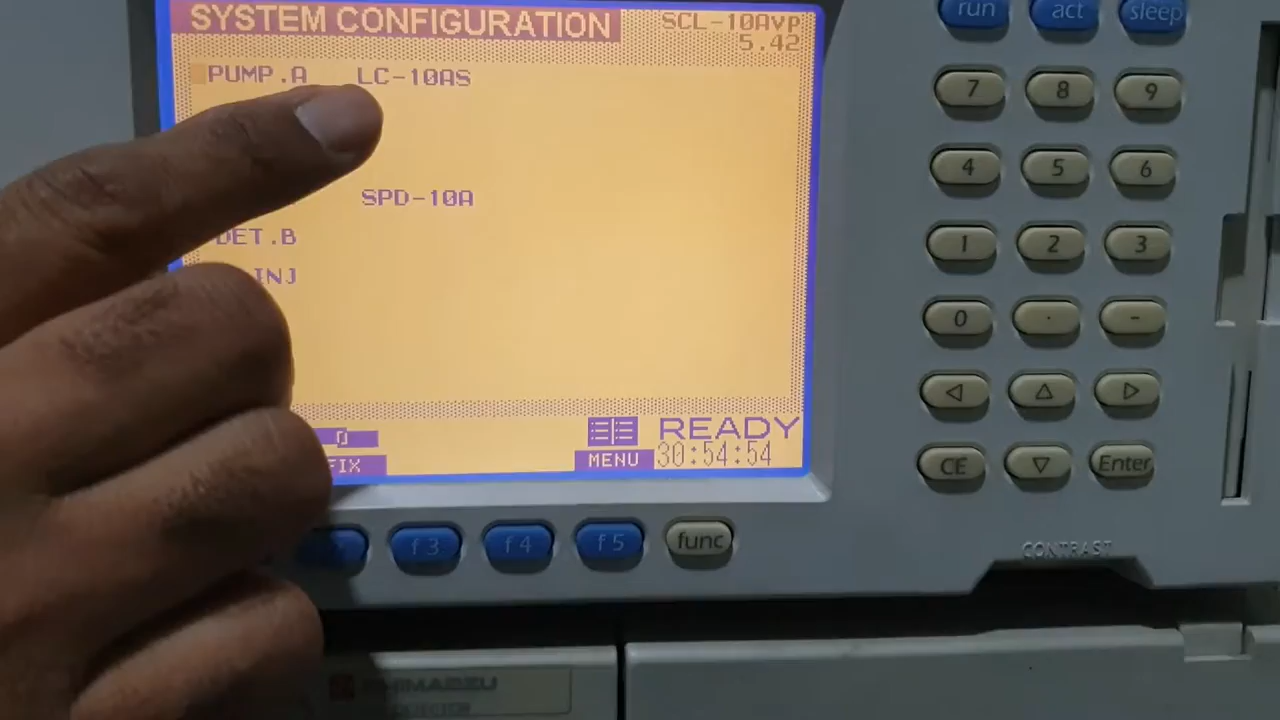 SYSTEM CONFIGURATION SCL-10Avp
5.42
PUMP.A LC-10AS
SPD-10A
DET.B
INJ
0
FIX
MENU
READY
30:54:54
run act sleep
7 8 9
4 5 6
1 2 3
0 · -
CE Enter
f3 f4 f5 func
CONTRAST
SHIMADZU